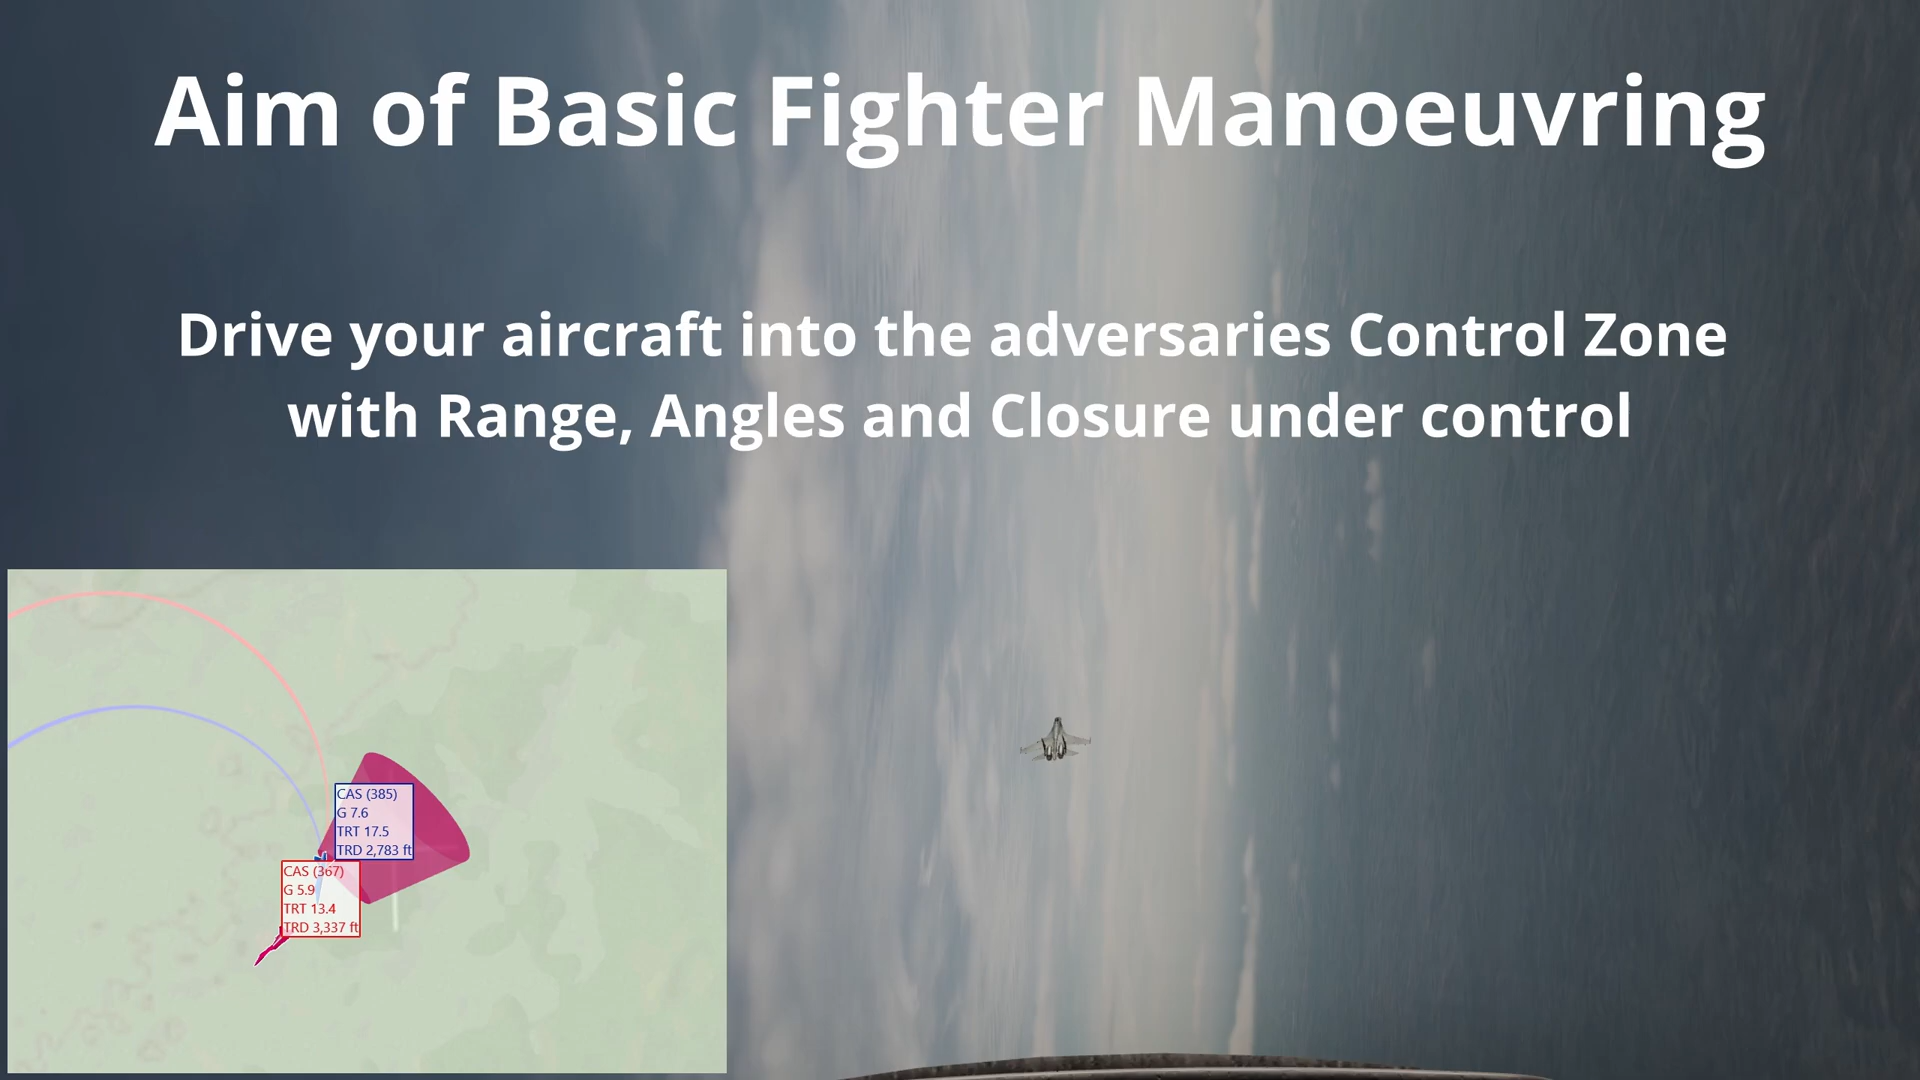 Aim of Basic Fighter Manoeuvring
Drive your aircraft into the adversaries Control Zone
with Range, Angles and Closure under control
CAS (385)
G 7.6
TRT 17.5
TRD 2,783 ft
CAS (367)
G 5.9
TRT 13.4
TRD 3,337 ft